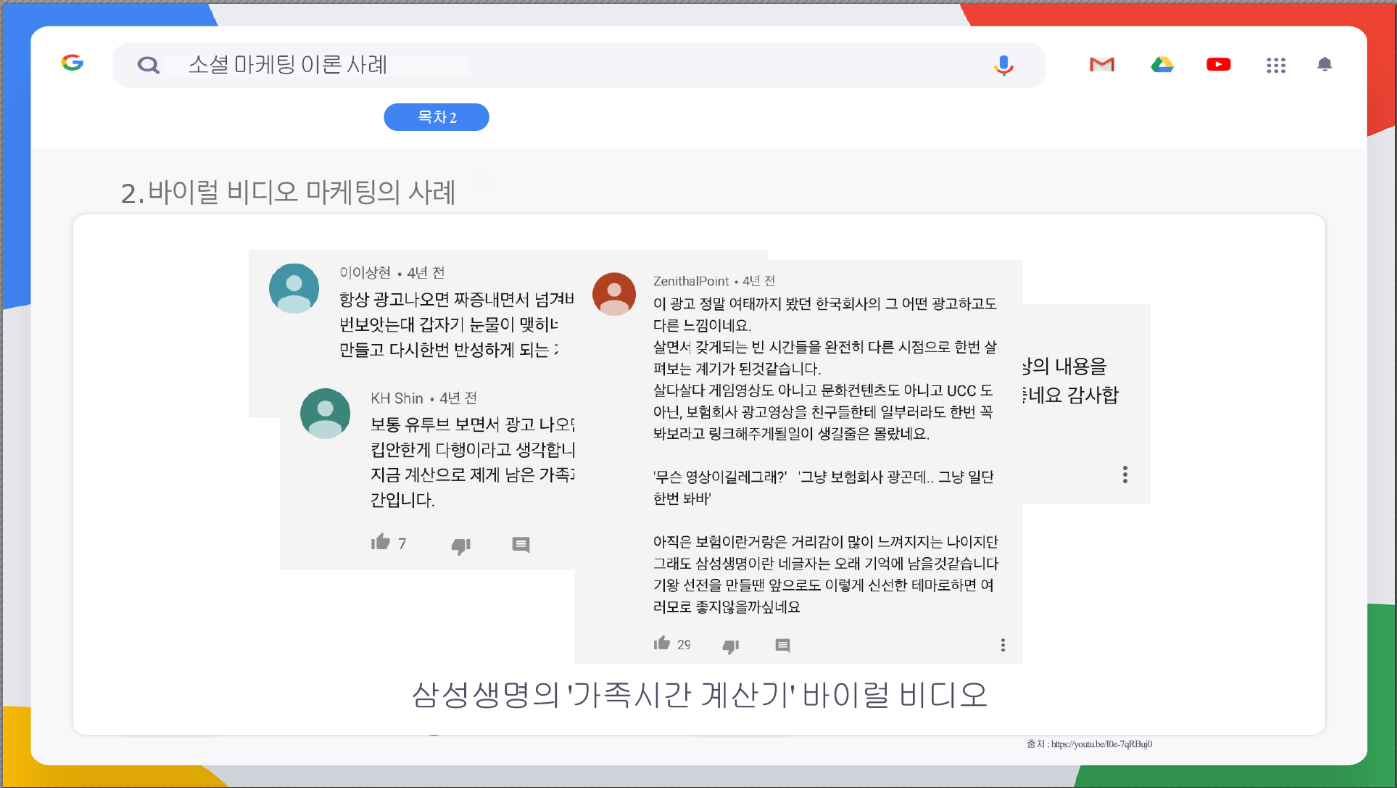 소셜 마케팅 이론 사례
목차 2
2.바이럴 비디오 마케팅의 사례
이이상현 • 4년 전
항상 광고나오면 짜증내면서 넘겨
번보앗는대 갑자기 눈물이 맺히
만들고 다시한번 반성하게 되는
KH Shin • 4년 전
보통 유투브 보면서 광고 나오
킵안한게 다행이라고 생각합니
지금 계산으로 제게 남은 가족
간입니다.
7
ZenithalPoint • 4년 전
이 광고 정말 여태까지 봤던 한국회사의 그 어떤 광고하고도
다른 느낌이네요.
살면서 갖게되는 빈 시간들을 완전히 다른 시점으로 한번 살
펴보는 계기가 된것같습니다.
살다살다 게임영상도 아니고 문화컨텐츠도 아니고 UCC 도
아닌, 보험회사 광고영상을 친구들한테 일부러라도 한번 꼭
봐보라고 링크해주게될일이 생길줄은 몰랐네요.
'무슨 영상이길레그래?' '그냥 보험회사 광곤데.. 그냥 일단
한번 봐바'
아직은 보험이란거랑은 거리감이 많이 느껴지지는 나이지만
그래도 삼성생명이란 네글자는 오래 기억에 남을것같습니다
기왕 선전을 만들땐 앞으로도 이렇게 신선한 테마로하면 여
러모로 좋지않을까싶네요
29
상의 내용을
네요 감사합
삼성생명의 '가족시간 계산기' 바이럴 비디오
출처 : https://youtu.be/I0e-7qRBuj0